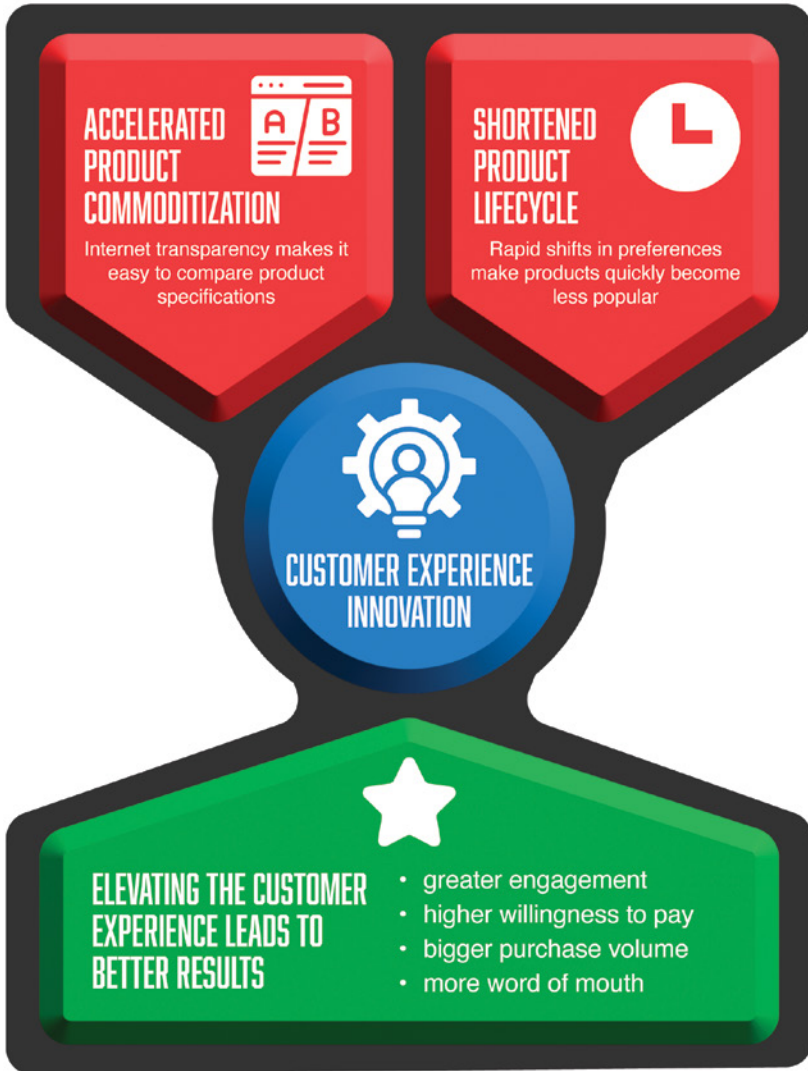 A B
ACCELERATED
PRODUCT
COMMODITIZATION
Internet transparency makes it
easy to compare product
specifications
SHORTENED
PRODUCT
LIFECYCLE
Rapid shifts in preferences
make products quickly become
less popular
CUSTOMER EXPERIENCE
INNOVATION
ELEVATING THE CUSTOMER
EXPERIENCE LEADS TO
BETTER RESULTS
• greater engagement
• higher willingness to pay
• bigger purchase volume
• more word of mouth